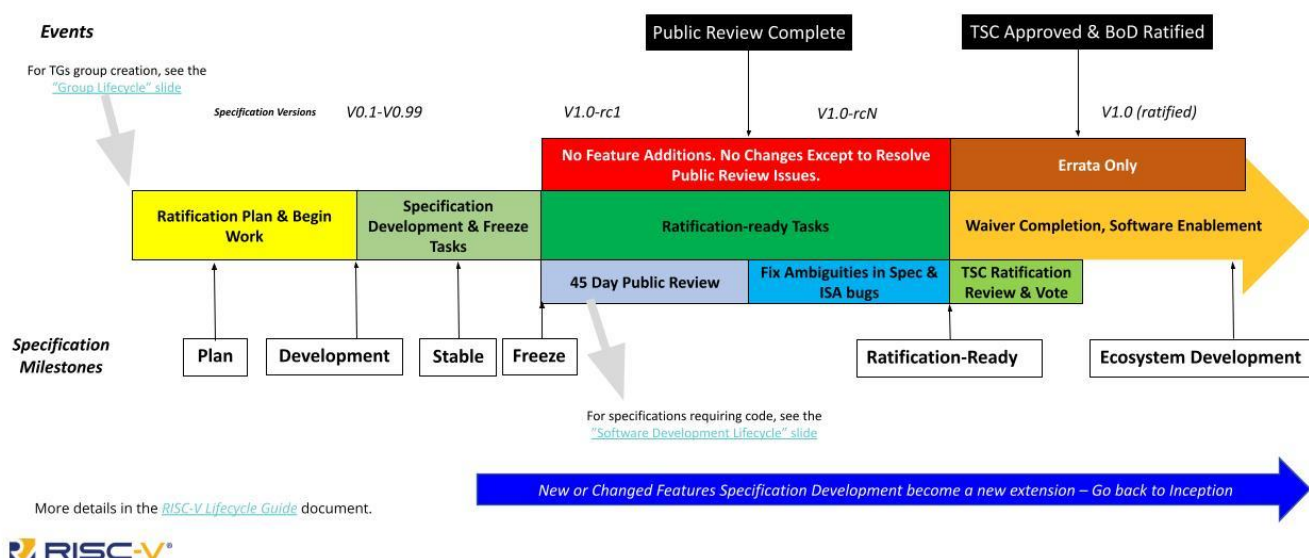 Events
Public Review Complete
TSC Approved & BoD Ratified
For TGs group creation, see the
"Group Lifecycle" slide
Specification Versions
V0.1-V0.99
V1.0-rc1
V1.0-rcN
V1.0 (ratified)
No Feature Additions. No Changes Except to Resolve
Public Review Issues.
Errata Only
Ratification Plan & Begin
Work
Specification
Development & Freeze
Tasks
Ratification-ready Tasks
Waiver Completion, Software Enablement
45 Day Public Review
Fix Ambiguities in Spec &
ISA bugs
TSC Ratification
Review & Vote
Specification
Milestones
Plan
Development
Stable
Freeze
Ratification-Ready
Ecosystem Development
For specifications requiring code, see the
"Software Development Lifecycle" slide
New or Changed Features Specification Development become a new extension – Go back to Inception
More details in the RISC-V Lifecycle Guide document.
RISC-V®